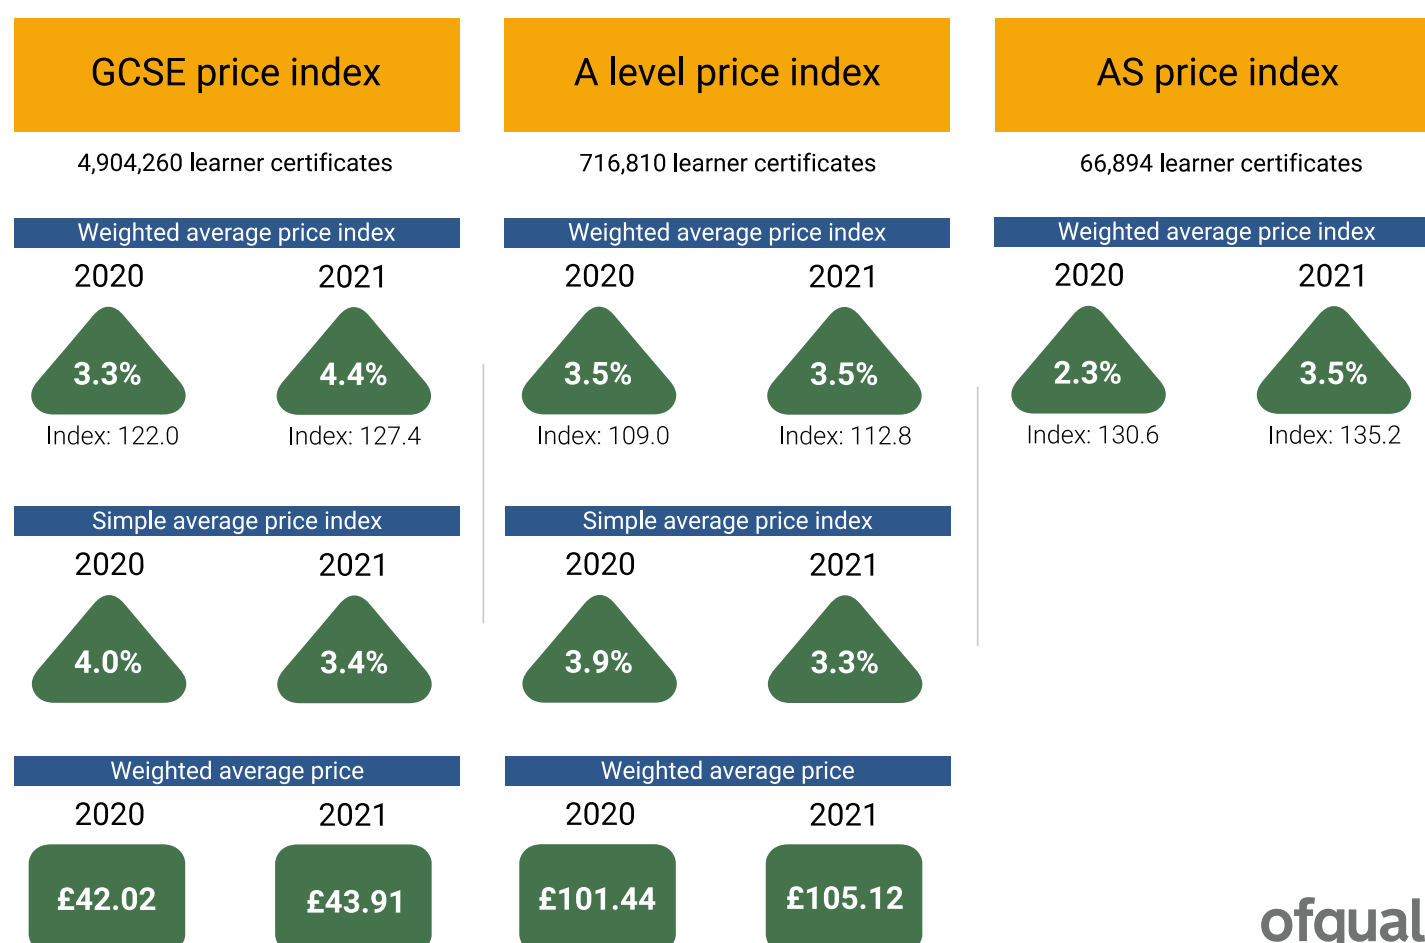 GCSE price index
4,904,260 learner certificates
Weighted average price index
2020 2021
3.3% 4.4%
Index: 122.0 Index: 127.4
Simple average price index
2020 2021
4.0% 3.4%
Weighted average price
2020 2021
£42.02 £43.91
A level price index
716,810 learner certificates
Weighted average price index
2020 2021
3.5% 3.5%
Index: 109.0 Index: 112.8
Simple average price index
2020 2021
3.9% 3.3%
Weighted average price
2020 2021
£101.44 £105.12
AS price index
66,894 learner certificates
Weighted average price index
2020 2021
2.3% 3.5%
Index: 130.6 Index: 135.2
ofqual